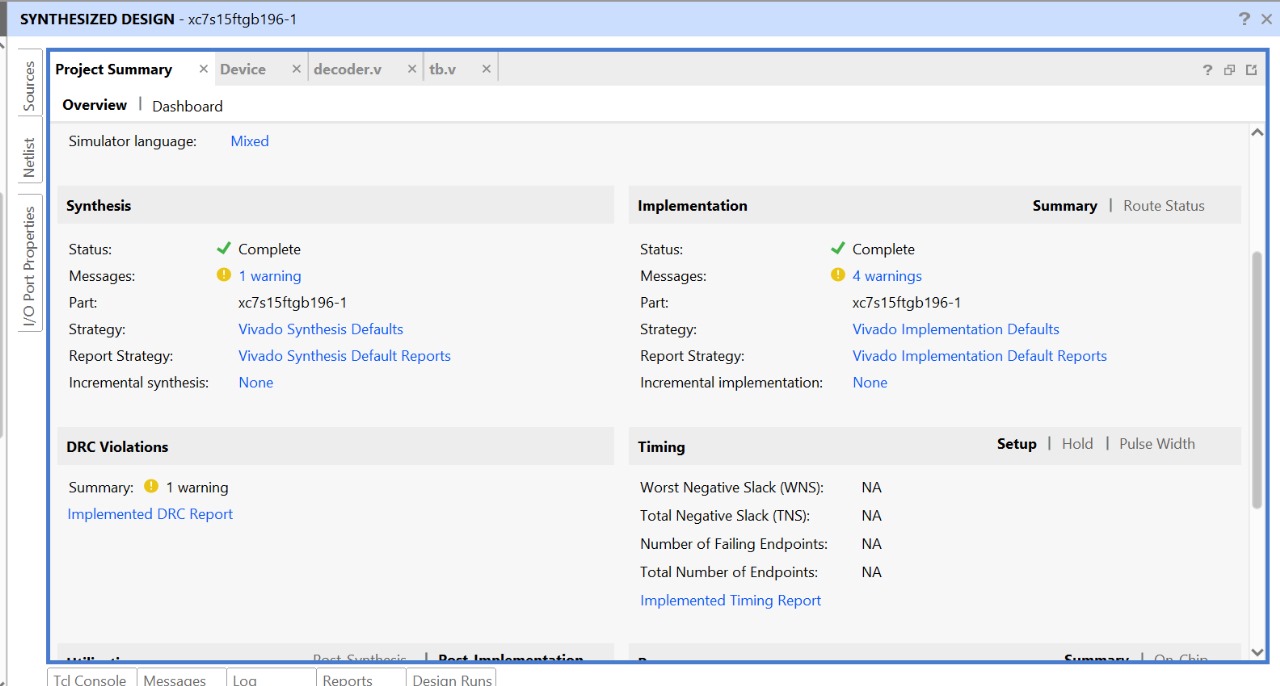 SYNTHESIZED DESIGN - xc7s15ftgb196-1
Sources
Netlist
I/O Port Properties
Project Summary Device decoder.v tb.v
Overview | Dashboard
Simulator language: Mixed
Synthesis
Status: Complete
Messages: 1 warning
Part: xc7s15ftgb196-1
Strategy: Vivado Synthesis Defaults
Report Strategy: Vivado Synthesis Default Reports
Incremental synthesis: None
Implementation Summary | Route Status
Status: Complete
Messages: 4 warnings
Part: xc7s15ftgb196-1
Strategy: Vivado Implementation Defaults
Report Strategy: Vivado Implementation Default Reports
Incremental implementation: None
DRC Violations
Summary: 1 warning
Implemented DRC Report
Timing Setup | Hold | Pulse Width
Worst Negative Slack (WNS): NA
Total Negative Slack (TNS): NA
Number of Failing Endpoints: NA
Total Number of Endpoints: NA
Implemented Timing Report
Post-Synthesis | Post-Implementation
Summary | On-Chip
Tcl Console Messages Log Reports Design Runs